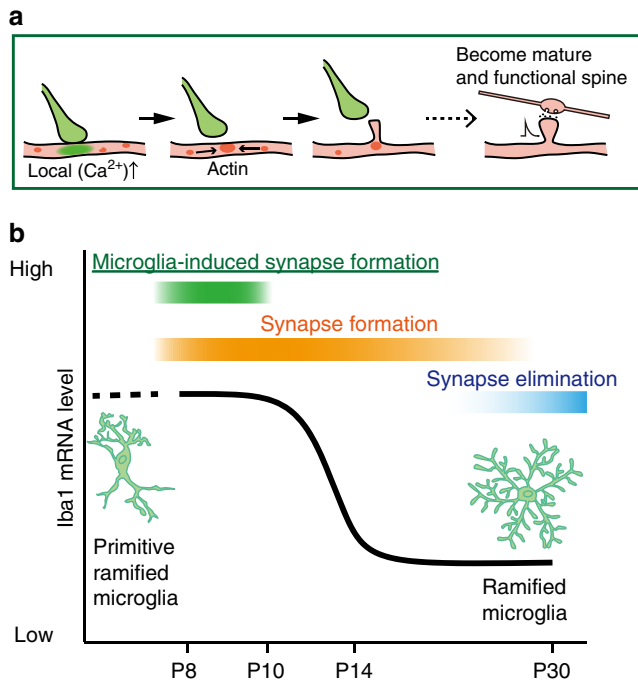 a
Become mature
and functional spine
Local (Ca²⁺)↑
Actin
b
High
Microglia-induced synapse formation
Synapse formation
Synapse elimination
Iba1 mRNA level
Primitive
ramified
microglia
Ramified
microglia
Low
P8
P10
P14
P30